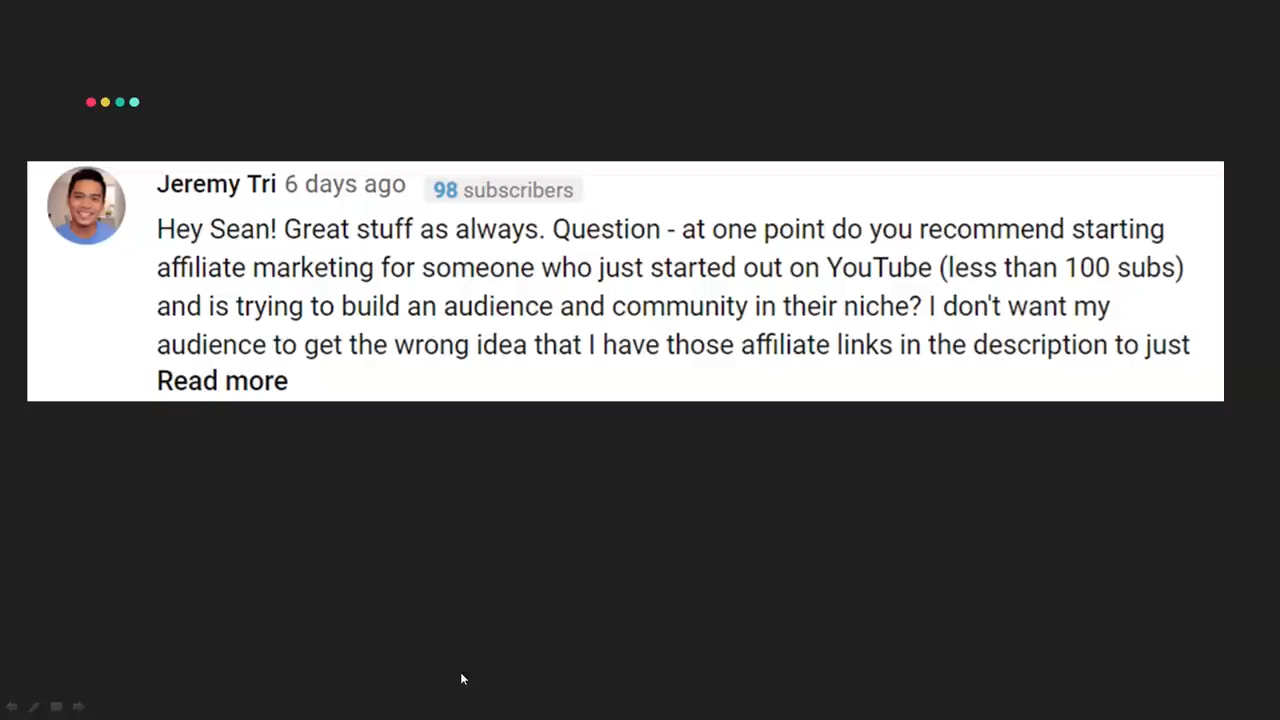 Jeremy Tri 6 days ago 98 subscribers
Hey Sean! Great stuff as always. Question - at one point do you recommend starting
affiliate marketing for someone who just started out on YouTube (less than 100 subs)
and is trying to build an audience and community in their niche? I don't want my
audience to get the wrong idea that I have those affiliate links in the description to just
Read more